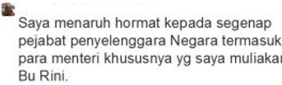 Saya menaruh hormat kepada segenap
pejabat penyelenggara Negara termasuk
para menteri khususnya yg saya muliakan
Bu Rini.